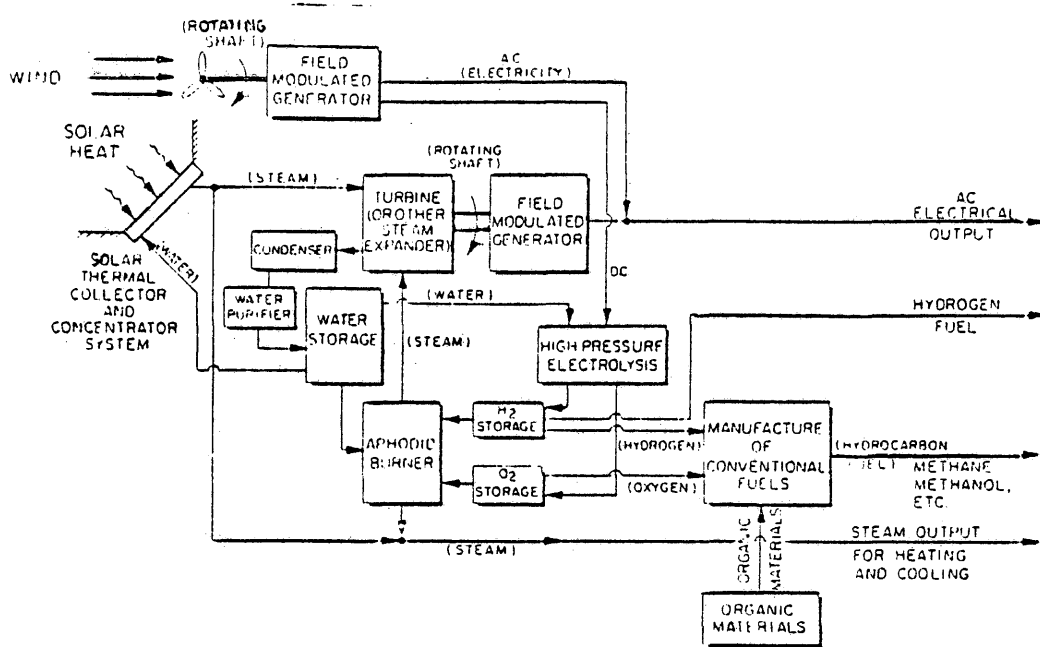 (ROTATING
SHAFT)
WIND
FIELD
MODULATED
GENERATOR
AC
(ELECTRICITY)
SOLAR
HEAT
(STEAM)
(ROTATING
SHAFT)
TURBINE
(OR OTHER
STEAM
EXPANDER)
FIELD
MODULATED
GENERATOR
AC
ELECTRICAL
OUTPUT
CONDENSER
(WATER)
SOLAR
THERMAL
COLLECTOR
AND
CONCENTRATOR
SYSTEM
WATER
PURIFIER
WATER
STORAGE
(WATER)
DC
(STEAM)
HIGH PRESSURE
ELECTROLYSIS
HYDROGEN
FUEL
APHODID
BURNER
H2
STORAGE
(HYDROGEN)
O2
STORAGE
(OXYGEN)
MANUFACTURE
OF
CONVENTIONAL
FUELS
(HYDROCARBON
FUEL)
METHANE
METHANOL,
ETC.
(STEAM)
STEAM OUTPUT
FOR HEATING
AND COOLING
ORGANIC
MATERIALS
ORGANIC
MATERIALS